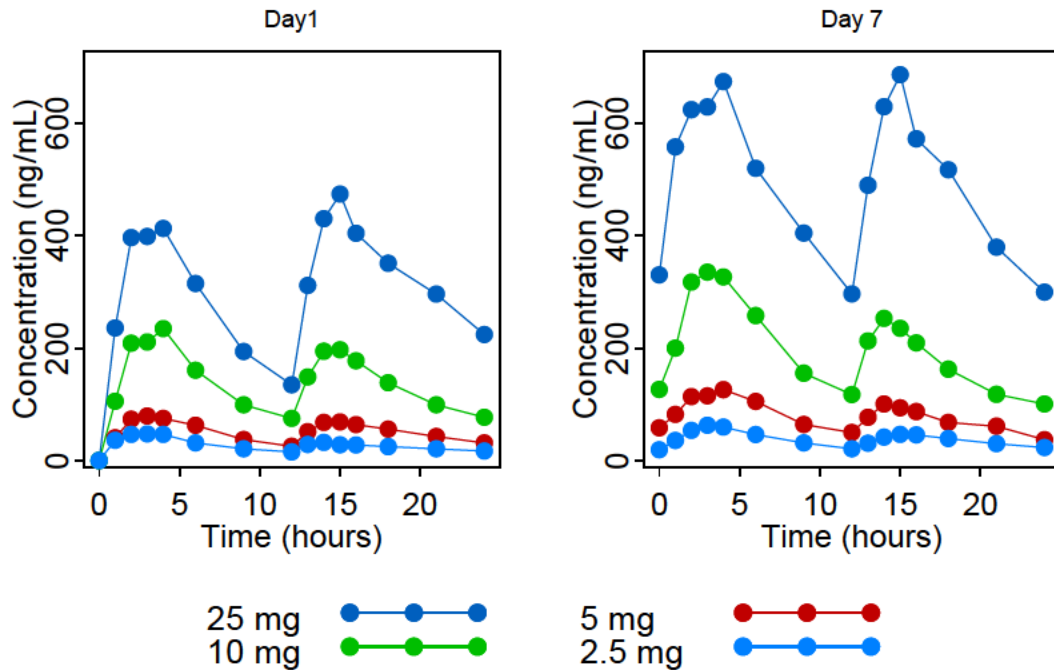 Day1
Day 7
Concentration (ng/mL)
0 200 400 600
0 5 10 15 20
Time (hours)
Concentration (ng/mL)
0 200 400 600
0 5 10 15 20
Time (hours)
25 mg
5 mg
10 mg
2.5 mg